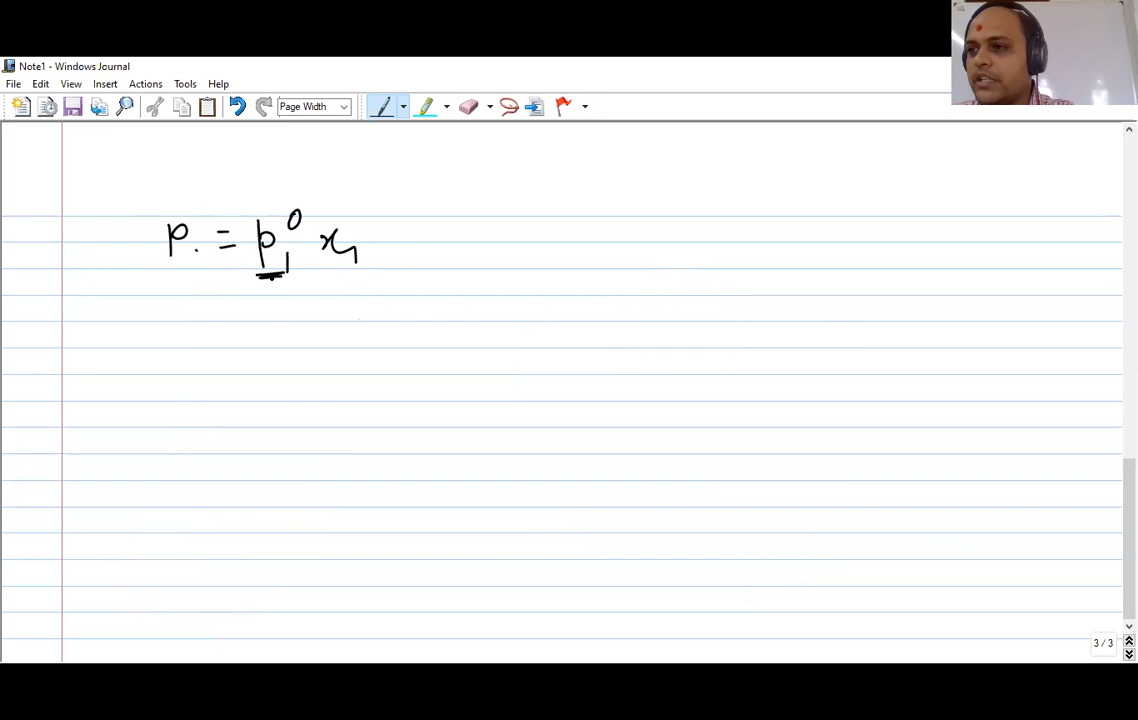 Note1 - Windows Journal
File Edit View Insert Actions Tools Help
Page Width
p. = p₁⁰ x₁
3 / 3